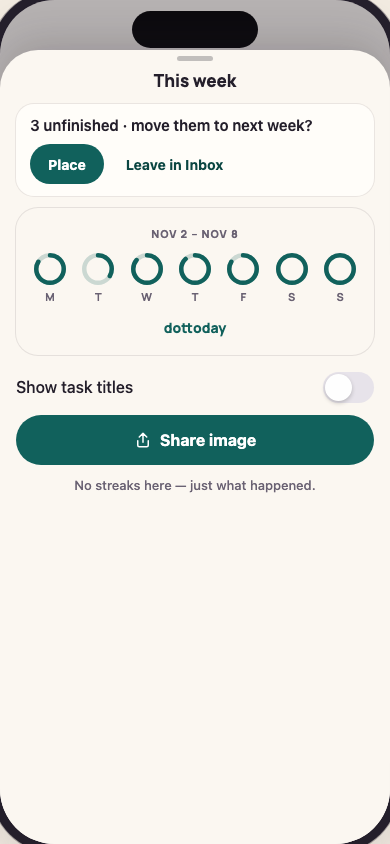 This week
3 unfinished · move them to next week?
Place
Leave in Inbox
NOV 2 – NOV 8
M T W T F S S
dottoday
Show task titles
Share image
No streaks here — just what happened.